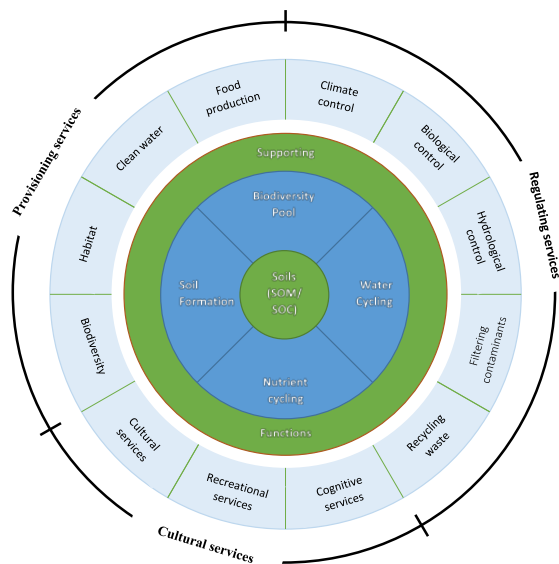 Provisioning services
Regulating services
Cultural services
Food
production
Climate
control
Biological
control
Hydrological
control
Filtering
contaminants
Recycling
waste
Cognitive
services
Recreational
services
Cultural
services
Biodiversity
Habitat
Clean water
Supporting
Biodiversity
Pool
Soil
Formation
Soils
(SOM/
SOC)
Water
Cycling
Nutrient
cycling
Functions